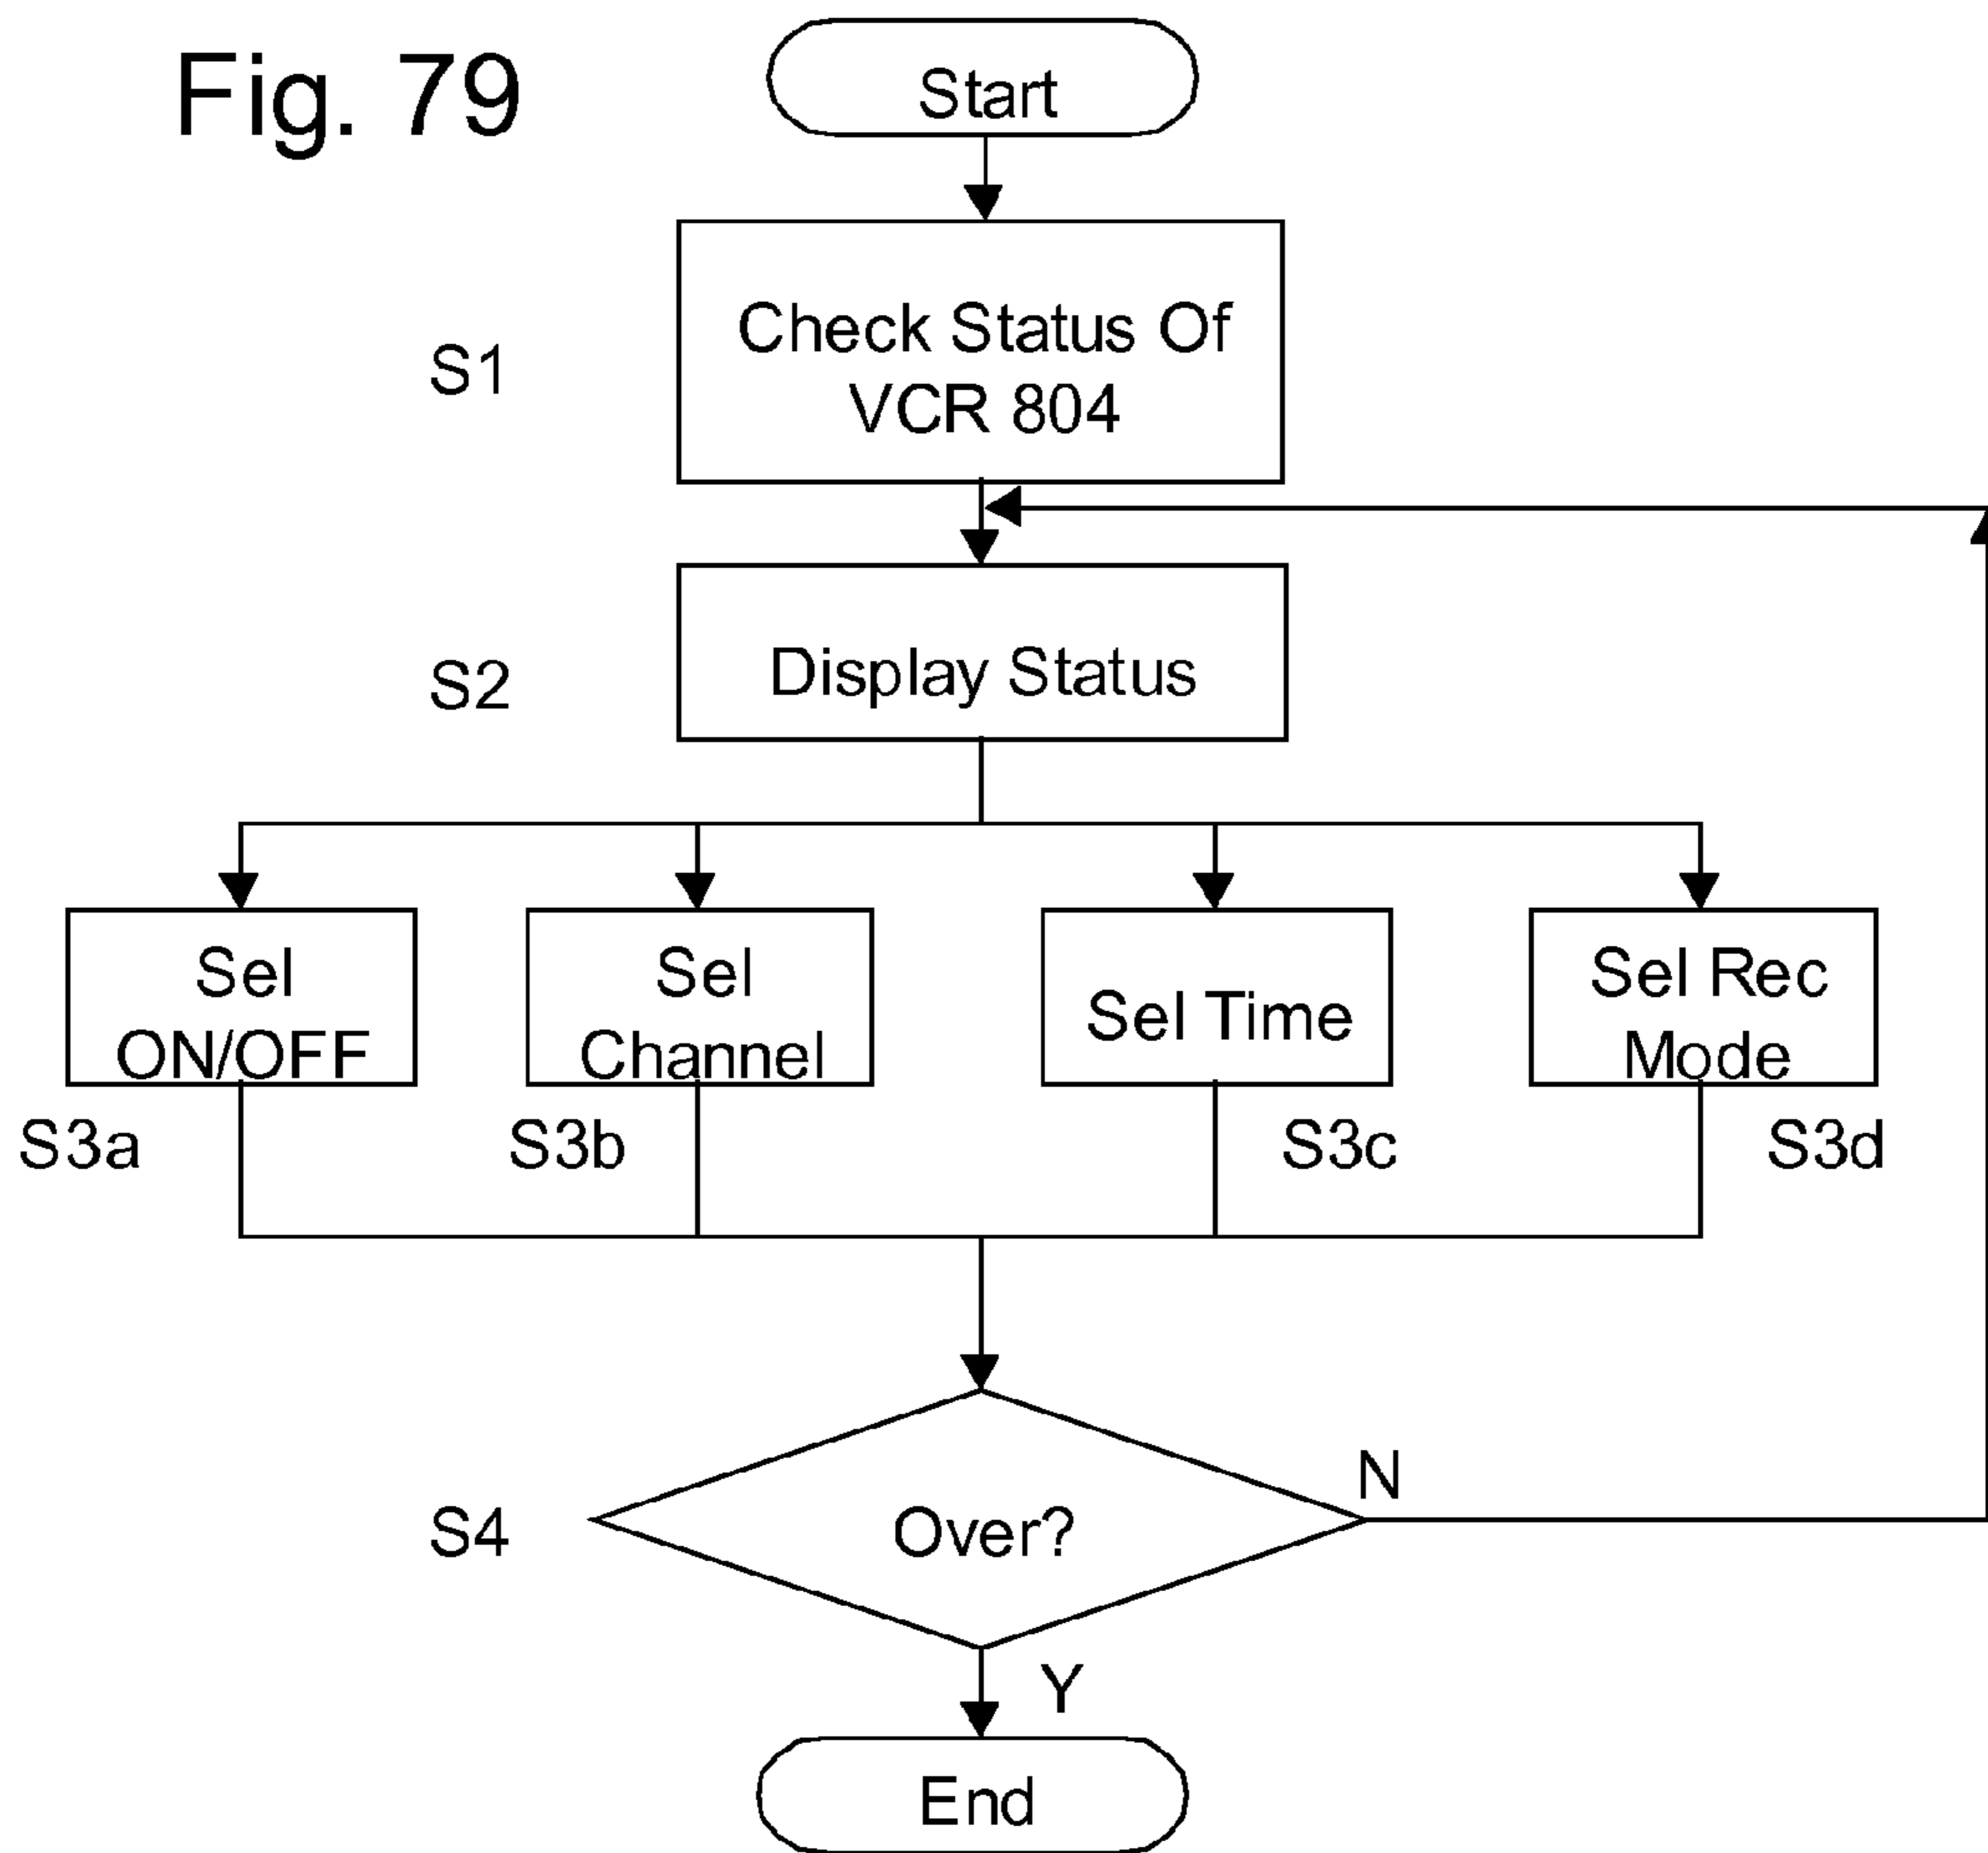 Fig. 79
Start
S1
Check Status Of
VCR 804
S2
Display Status
Sel
ON/OFF
Sel
Channel
Sel Time
Sel Rec
Mode
S3a
S3b
S3c
S3d
S4
Over?
N
Y
End